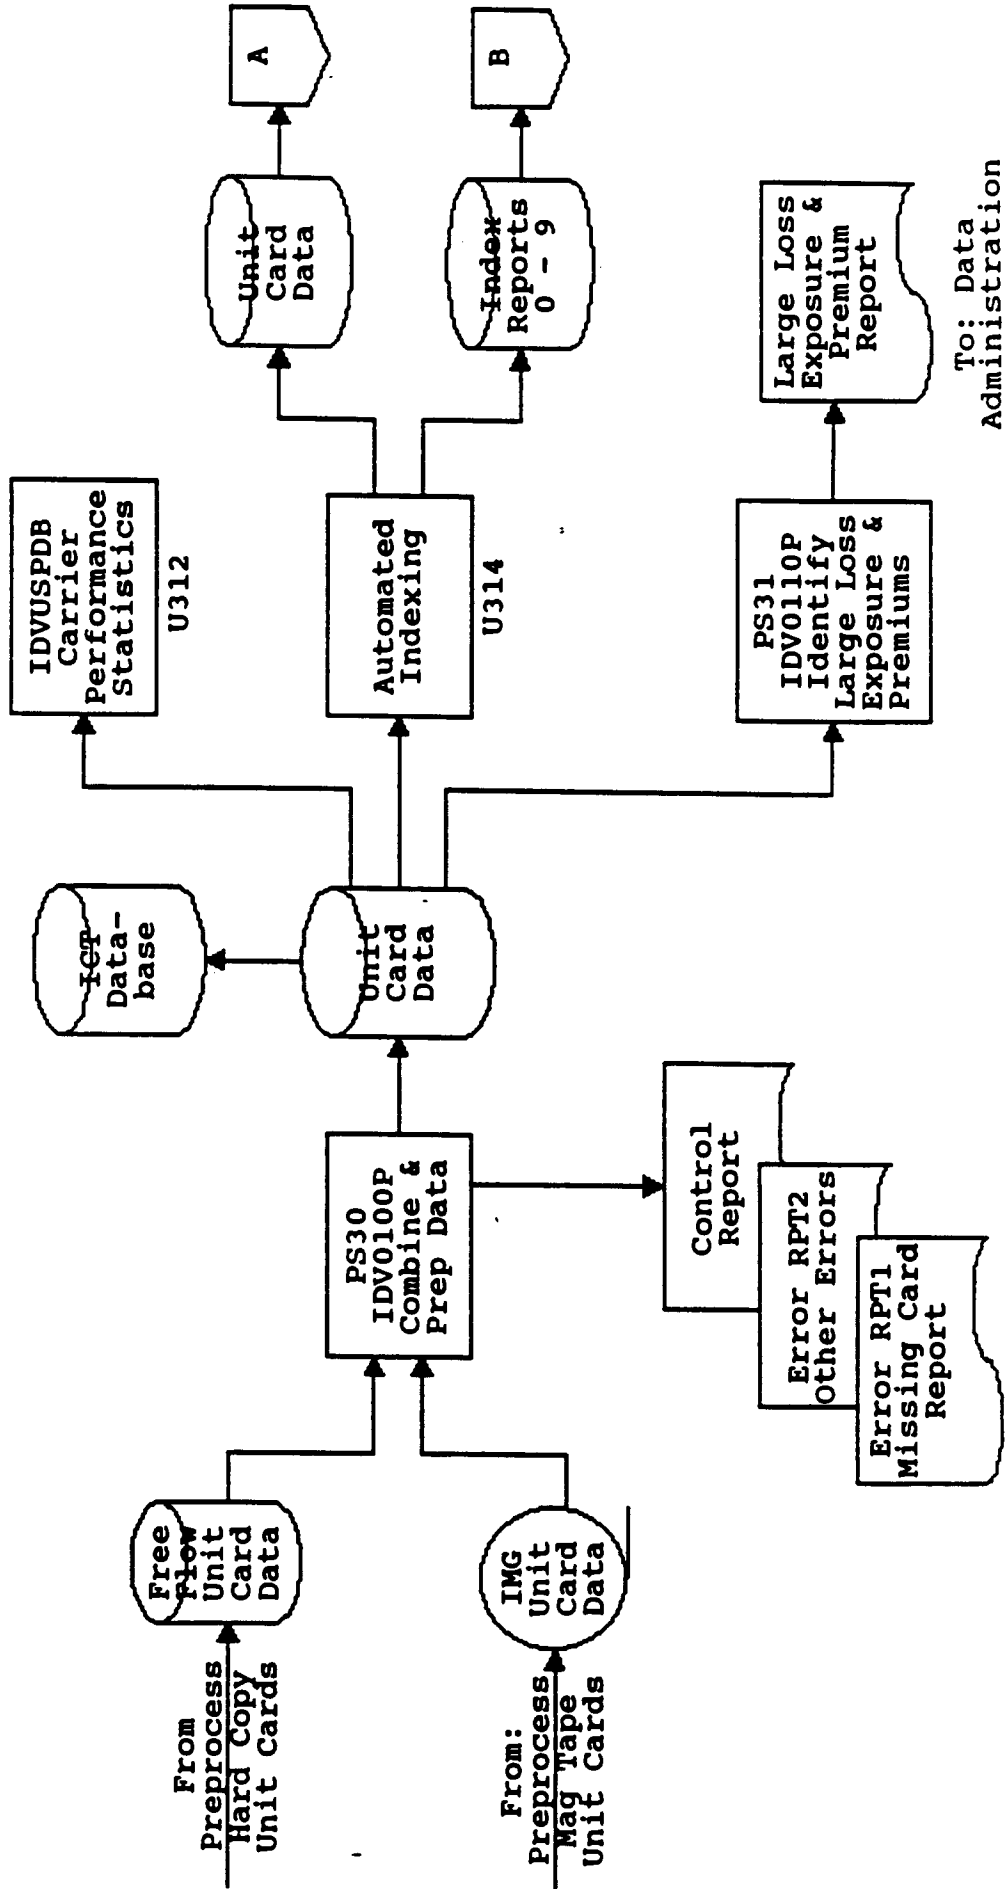 From
Preprocess
Hard Copy
Unit Cards
Free
Flow
Unit
Card
Data
From:
Preprocess
Mag Tape
Unit Cards
IMG
Unit
Card
Data
PS30
IDV0100P
Combine &
Prep Data
Control
Report
Error RPT2
Other Errors
Error RPT1
Missing Card
Report
ICT
Data-
base
Unit
Card
Data
IDVUSPDB
Carrier
Performance
Statistics
U312
Automated
Indexing
U314
PS31
IDV0110P
Identify
Large Loss
Exposure &
Premiums
Unit
Card
Data
A
Index
Reports
0 - 9
B
Large Loss
Exposure &
Premium
Report
To: Data
Administration